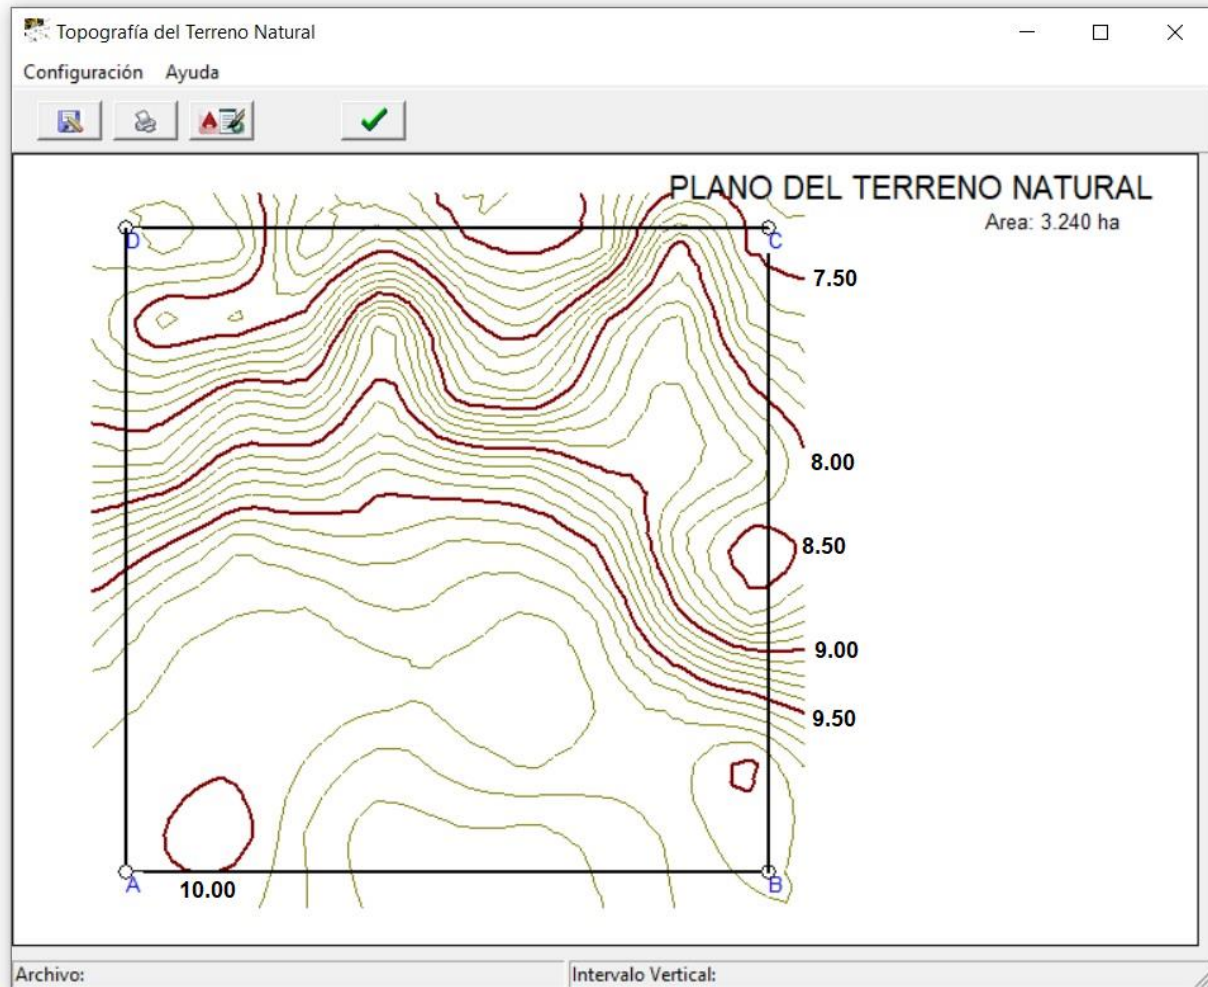 Topografía del Terreno Natural
Configuración Ayuda
PLANO DEL TERRENO NATURAL
Area: 3.240 ha
D
C
7.50
8.00
8.50
9.00
9.50
A
10.00
B
Archivo:
Intervalo Vertical: